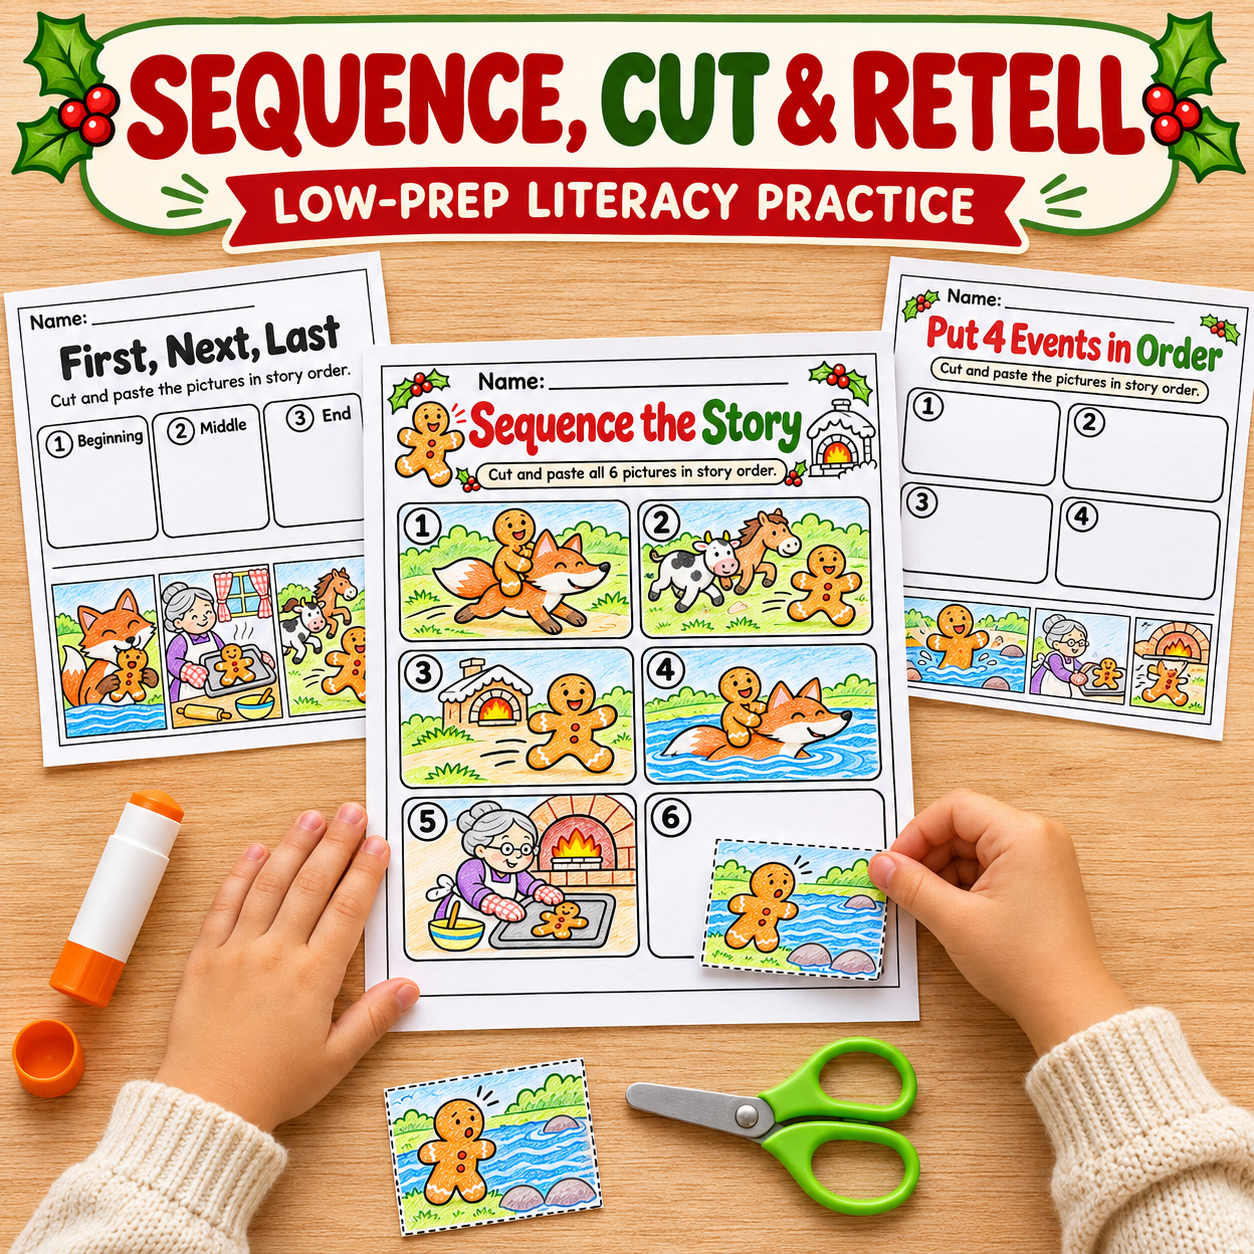 SEQUENCE, CUT & RETELL
LOW-PREP LITERACY PRACTICE
Name:
First, Next, Last
Cut and paste the pictures in story order.
1 Beginning
2 Middle
3 End
Name:
Sequence the Story
Cut and paste all 6 pictures in story order.
1
2
3
4
5
6
Name:
Put 4 Events in Order
Cut and paste the pictures in story order.
1
2
3
4